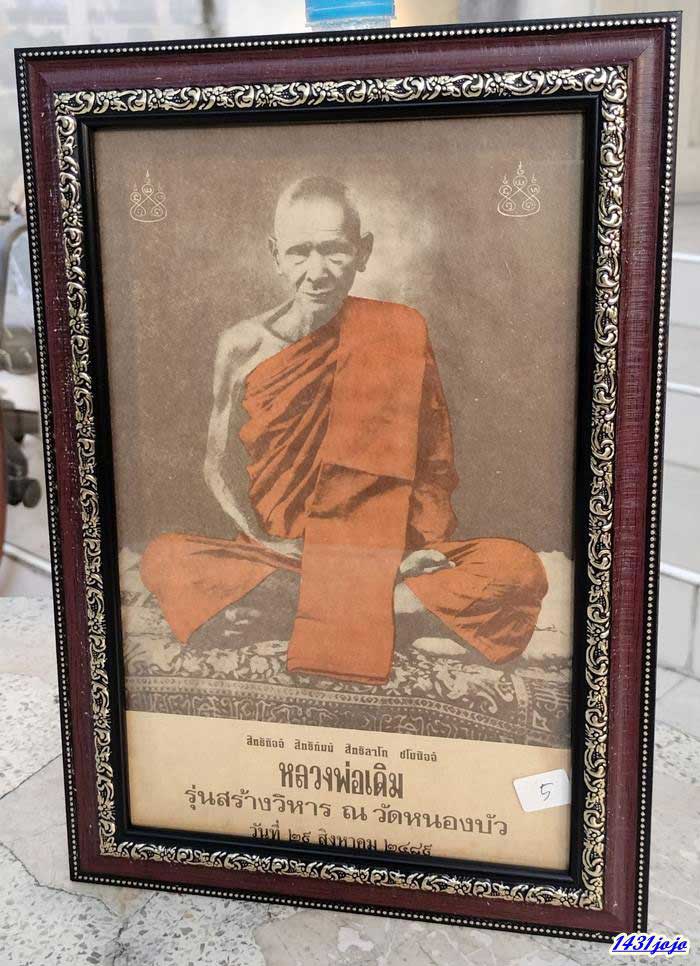 สิทธิกิจจํ สิทธิกัมมํ สิทธิลาโภ ชโยนิจจํ
หลวงพ่อเดิม
5
รุ่นสร้างวิหาร ณ วัดหนองบัว
วันที่ ๒๕ สิงหาคม ๒๔๘๕
1431jojo